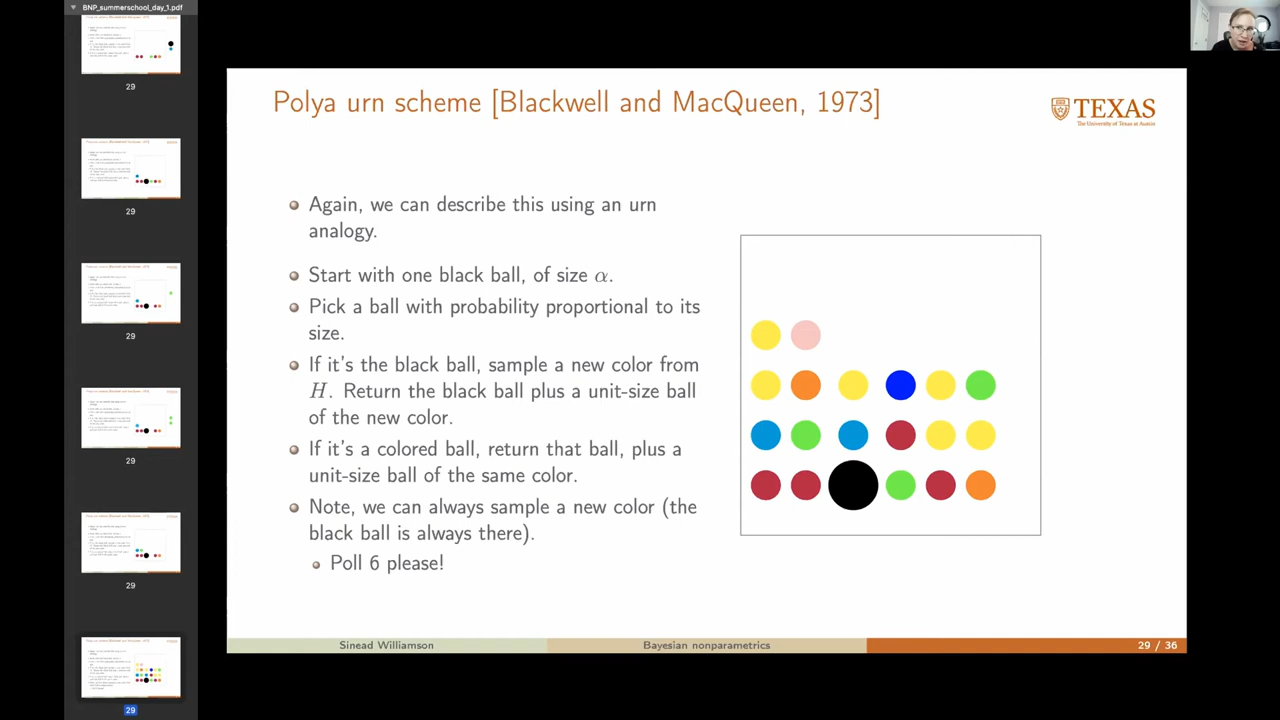 BNP_summerschool_day_1.pdf
29
29
29
29
29
29
Polya urn scheme [Blackwell and MacQueen, 1973]
TEXAS
The University of Texas at Austin
Again, we can describe this using an urn
analogy.
Start with one black ball of size α.
Pick a ball with probability proportional to its
size.
If it's the black ball, sample a new color from
H. Return the black ball plus a unit-size ball
of the new color.
If it's a colored ball, return that ball, plus a
unit-size ball of the same color.
Note, we can always sample a new color (the
black ball is always there).
Poll 6 please!
Sinead Williamson
Bayesian nonparametrics
29 / 36